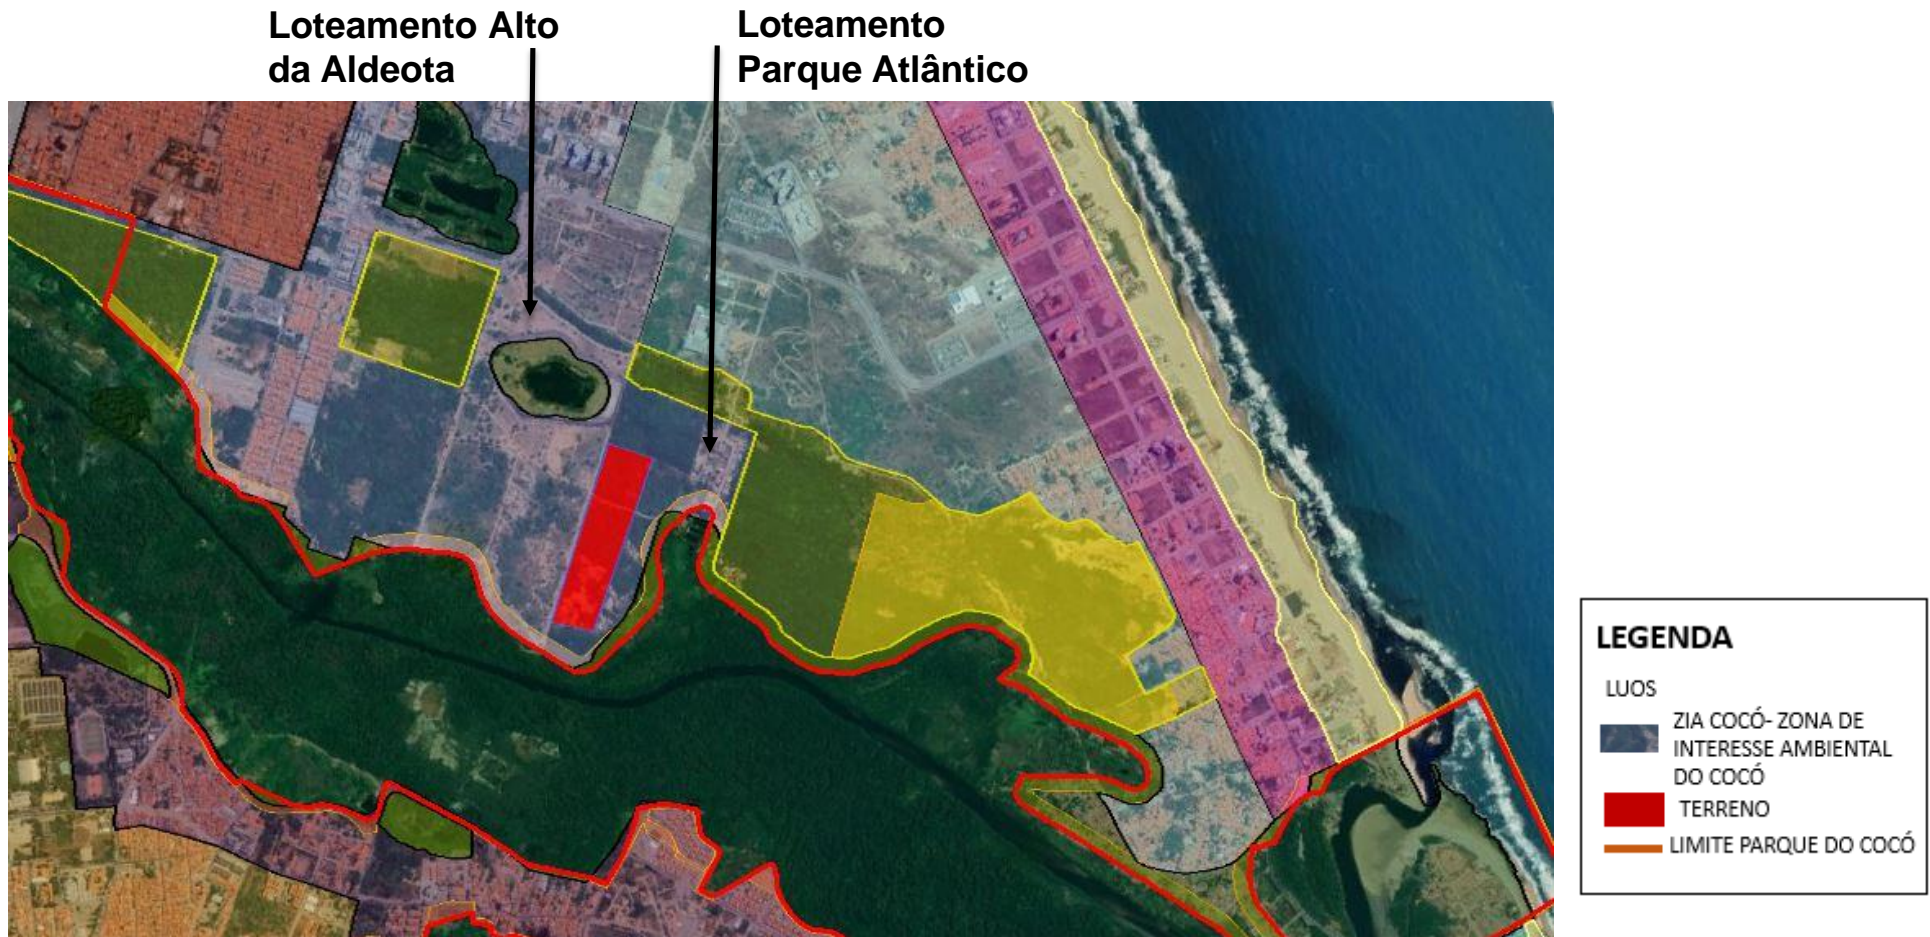 Loteamento Alto
da Aldeota
Loteamento
Parque Atlântico
LEGENDA
LUOS
ZIA COCÓ- ZONA DE
INTERESSE AMBIENTAL
DO COCÓ
TERRENO
LIMITE PARQUE DO COCÓ